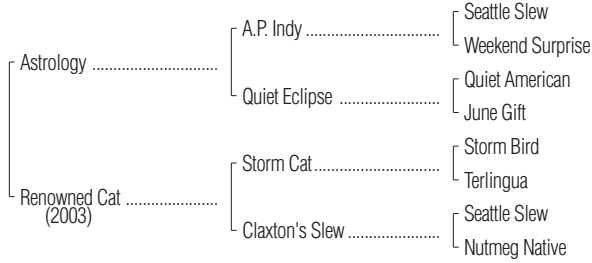 Seattle Slew
A.P. Indy ................................
Weekend Surprise
Astrology ..............................
Quiet American
Quiet Eclipse ........................
June Gift
Storm Bird
Storm Cat..............................
Terlingua
Renowned Cat ......................
(2003)
Seattle Slew
Claxton's Slew ......................
Nutmeg Native